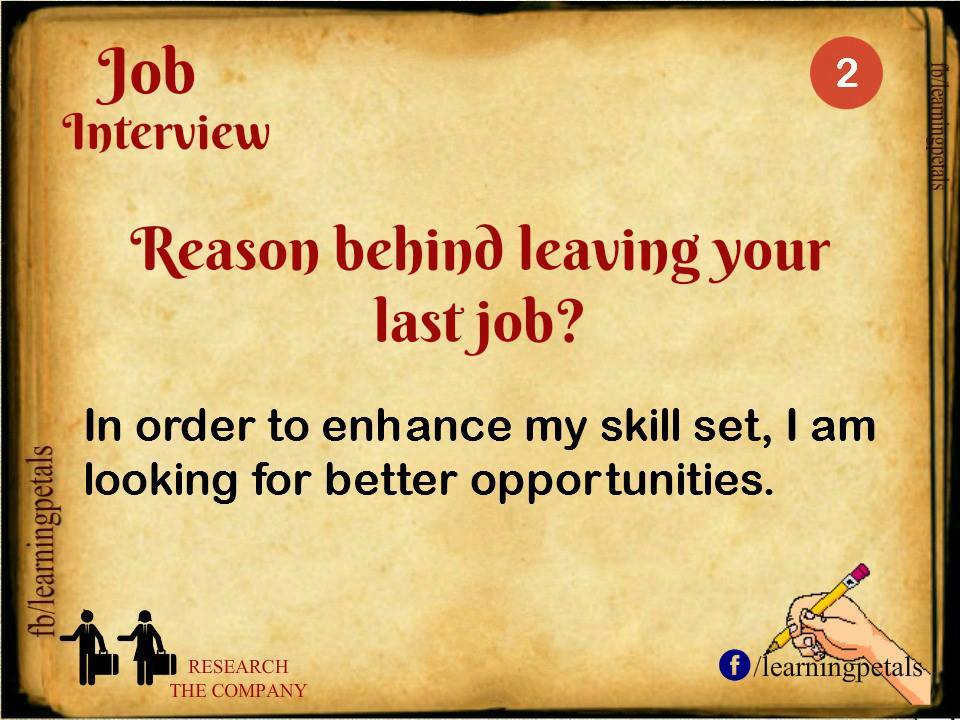 Job
Interview
2
fb/learningpetals
Reason behind leaving your
last job?
In order to enhance my skill set, I am
looking for better opportunities.
fb/learningpetals
RESEARCH
THE COMPANY
f/learningpetals